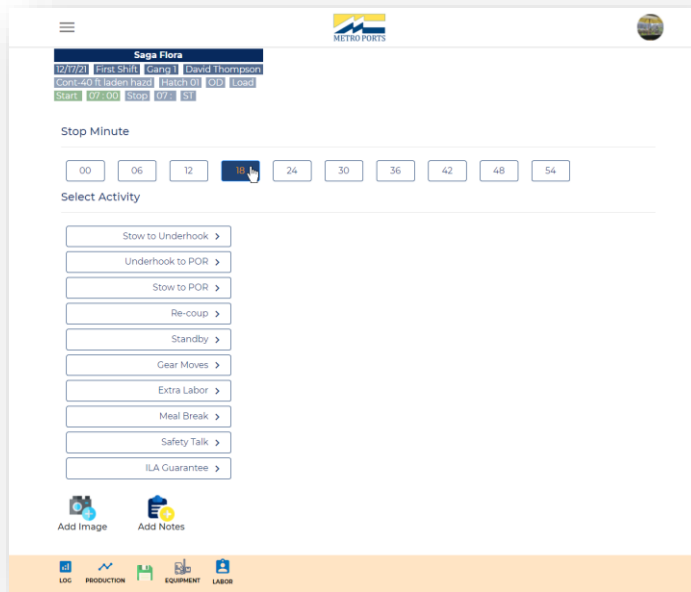 METRO PORTS
Saga Flora
12/17/21 First Shift Gang 1 David Thompson
Cont-40 ft laden hazd Hatch 01 OD Load
Start 07 : 00 Stop 07 : ST
Stop Minute
00 06 12 18 24 30 36 42 48 54
Select Activity
Stow to Underhook >
Underhook to POR >
Stow to POR >
Re-coup >
Standby >
Gear Moves >
Extra Labor >
Meal Break >
Safety Talk >
ILA Guarantee >
Add Image Add Notes
LOG PRODUCTION EQUIPMENT LABOR